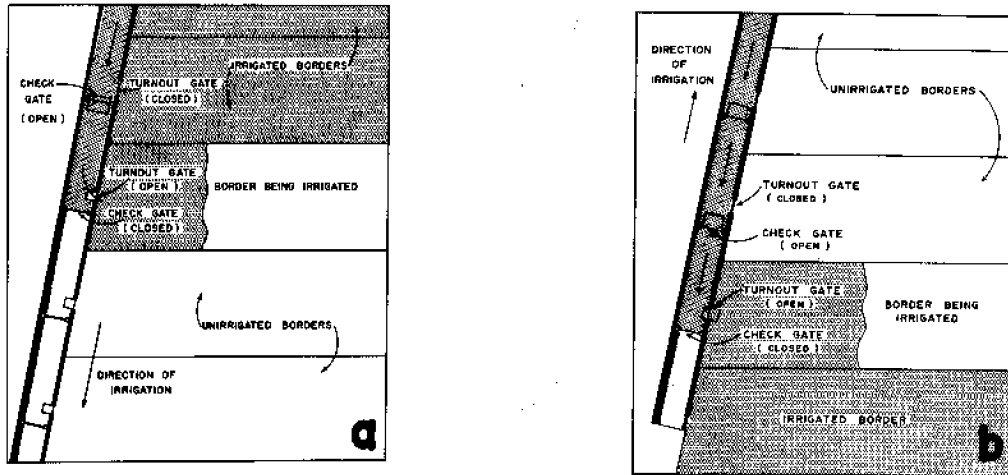 IRRIGATED BORDERS
CHECK
GATE
(OPEN)
TURNOUT GATE
(CLOSED)
TURNOUT GATE
(OPEN)
BORDER BEING IRRIGATED
CHECK GATE
(CLOSED)
UNIRRIGATED BORDERS
DIRECTION OF
IRRIGATION
a
DIRECTION
OF
IRRIGATION
UNIRRIGATED BORDERS
TURNOUT GATE
(CLOSED)
CHECK GATE
(OPEN)
TURNOUT GATE
(OPEN)
BORDER BEING
IRRIGATED
CHECK GATE
(CLOSED)
IRRIGATED BORDER
b